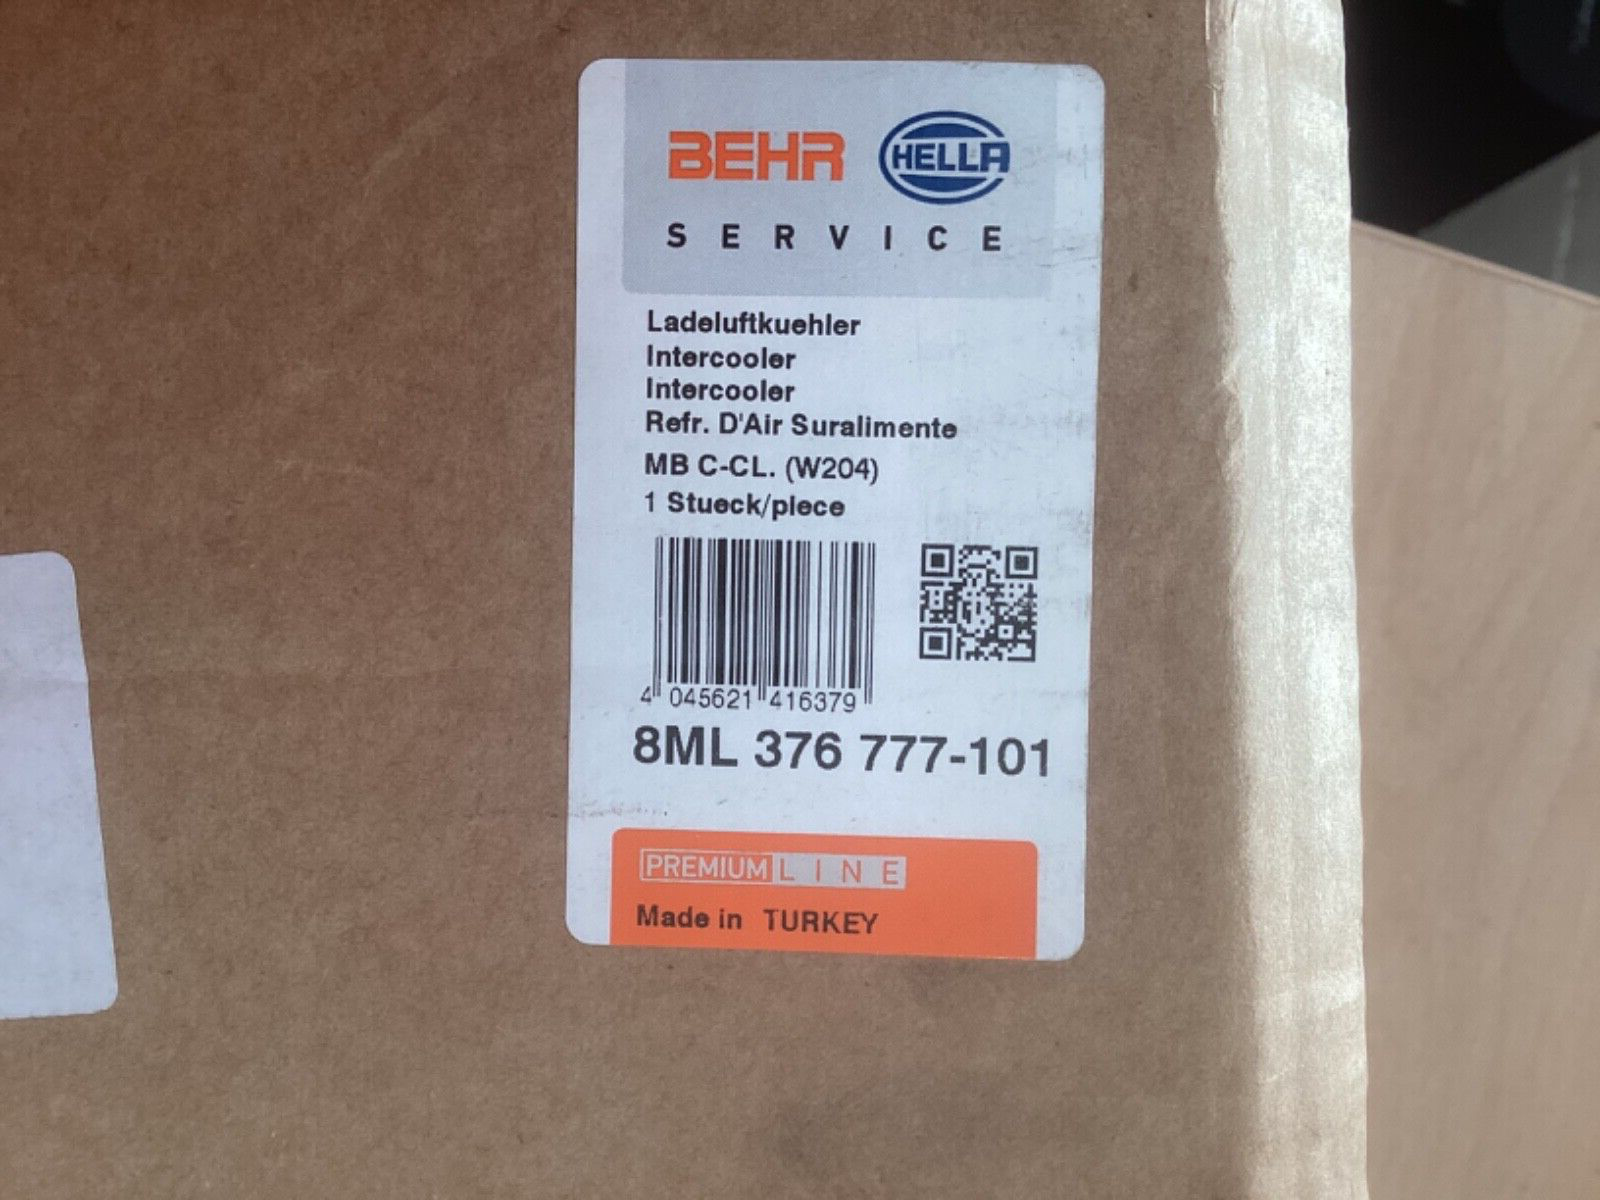 BEHR HELLA
SERVICE
Ladeluftkuehler
Intercooler
Intercooler
Refr. D'Air Suralimente
MB C-CL. (W204)
1 Stueck/piece
4 045621 416379
8ML 376 777-101
PREMIUM LINE
Made in TURKEY